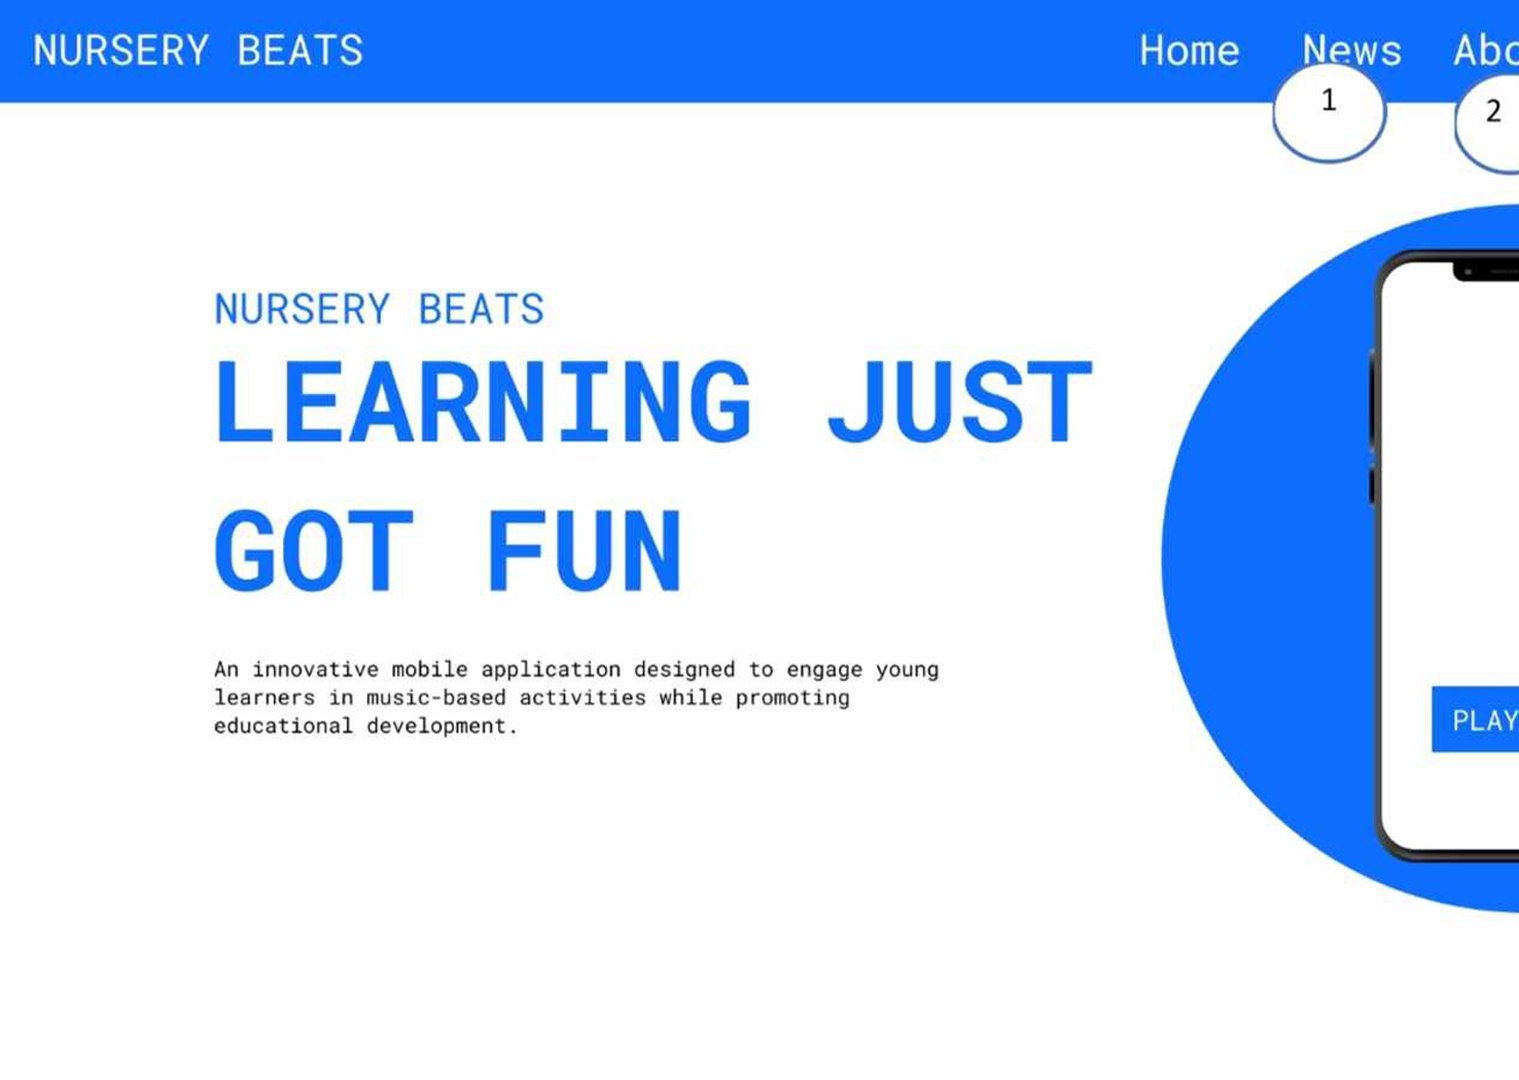 NURSERY BEATS
Home News
1
2
NURSERY BEATS
LEARNING JUST
GOT FUN
An innovative mobile application designed to engage young
learners in music-based activities while promoting
educational development.
PLAY